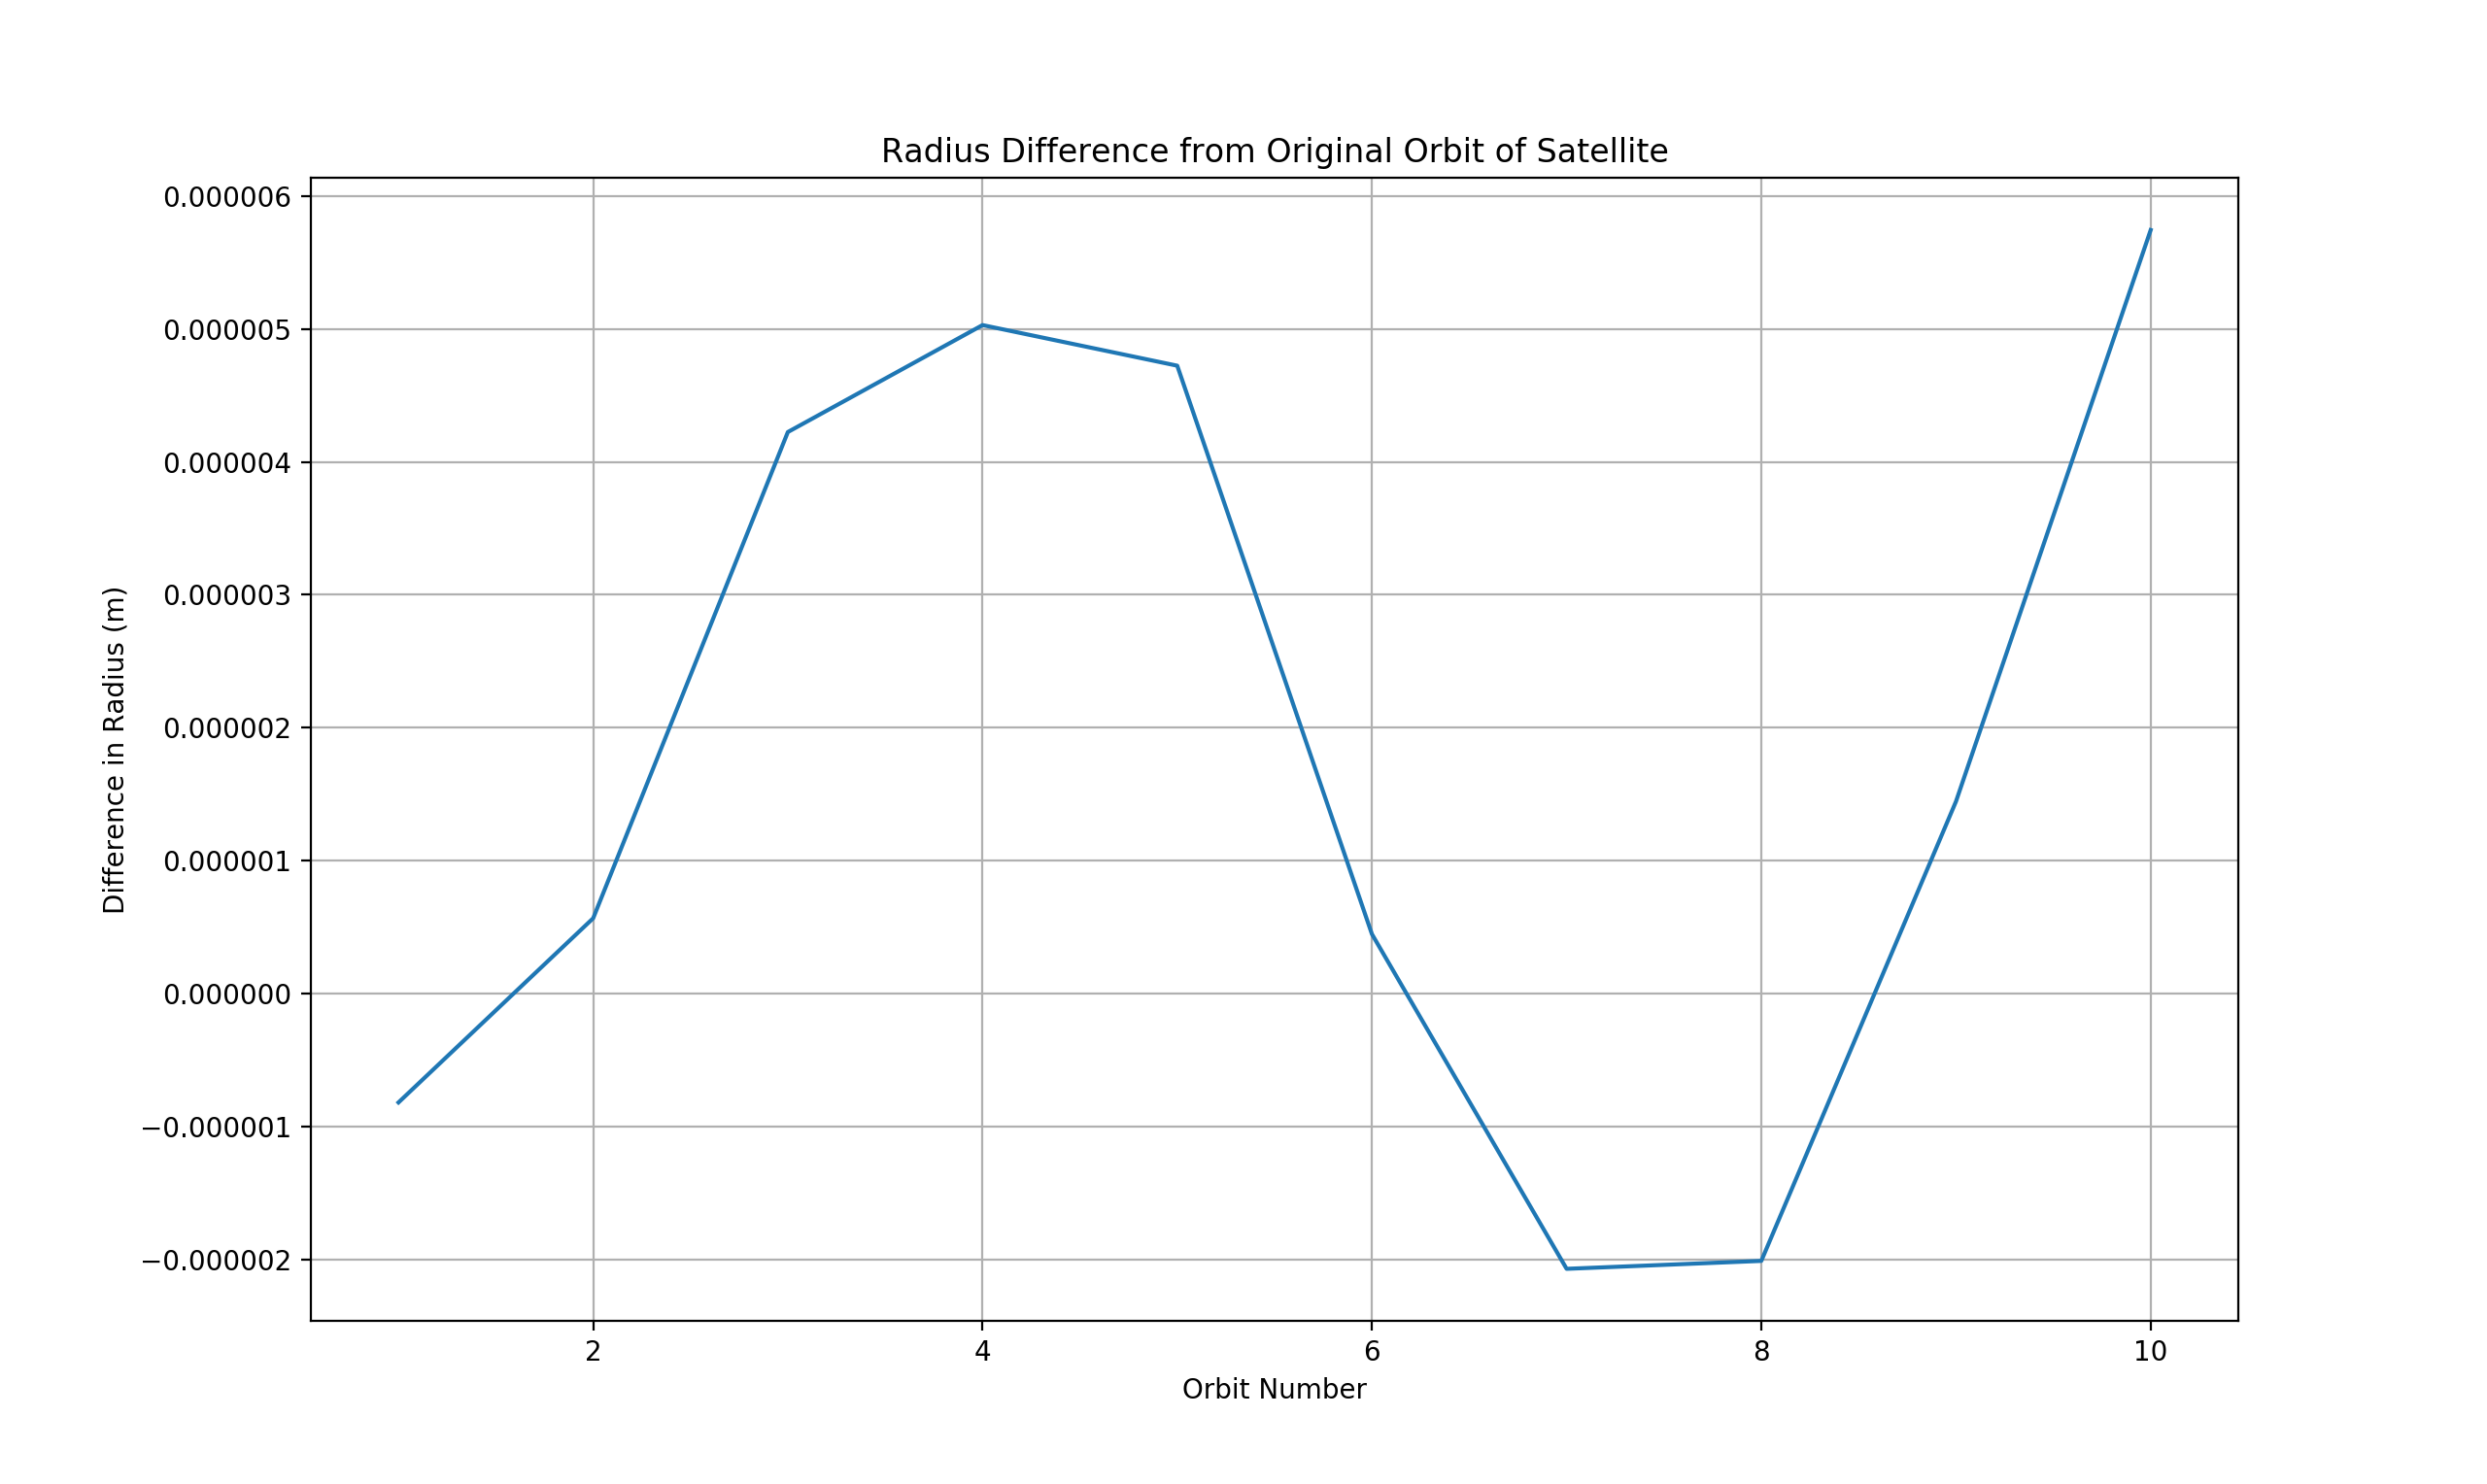 Radius Difference from Original Orbit of Satellite
0.000006
0.000005
0.000004
0.000003
0.000002
0.000001
0.000000
−0.000001
−0.000002
Difference in Radius (m)
2 4 6 8 10
Orbit Number